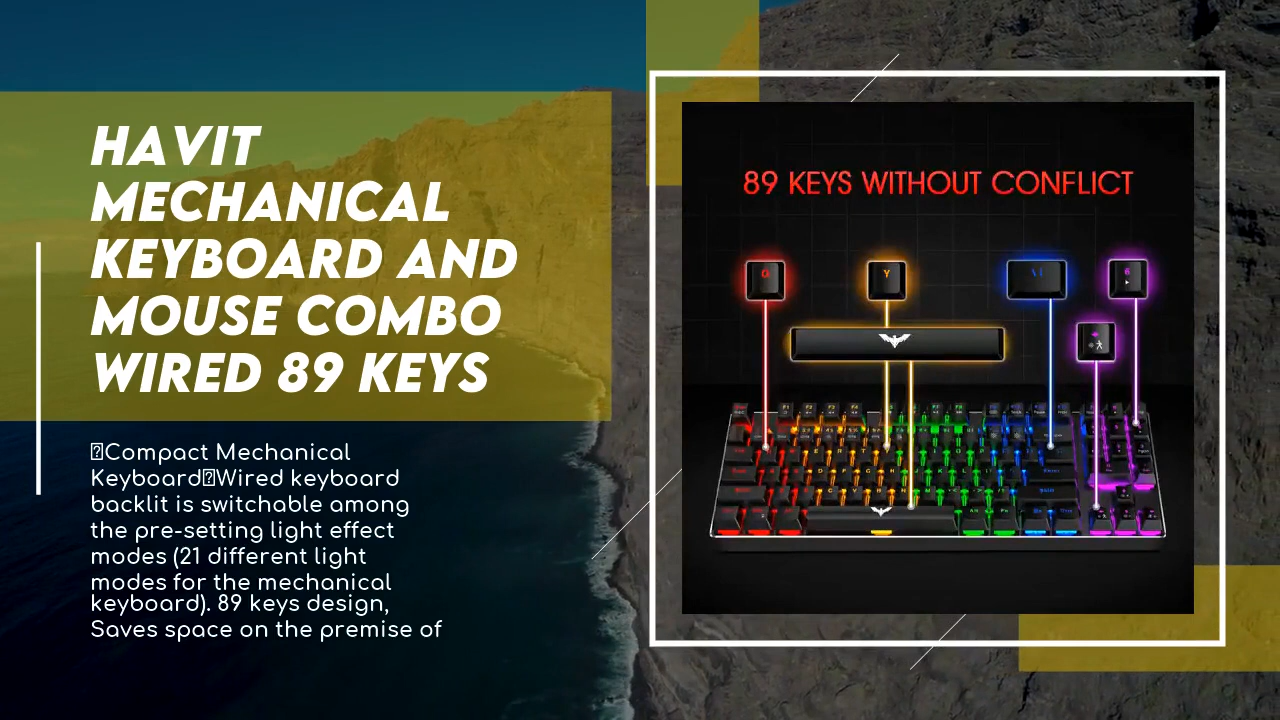 HAVIT
MECHANICAL
KEYBOARD AND
MOUSE COMBO
WIRED 89 KEYS
Compact Mechanical
Keyboard Wired keyboard
backlit is switchable among
the pre-setting light effect
modes (21 different light
modes for the mechanical
keyboard). 89 keys design,
Saves space on the premise of
89 KEYS WITHOUT CONFLICT
Y
6